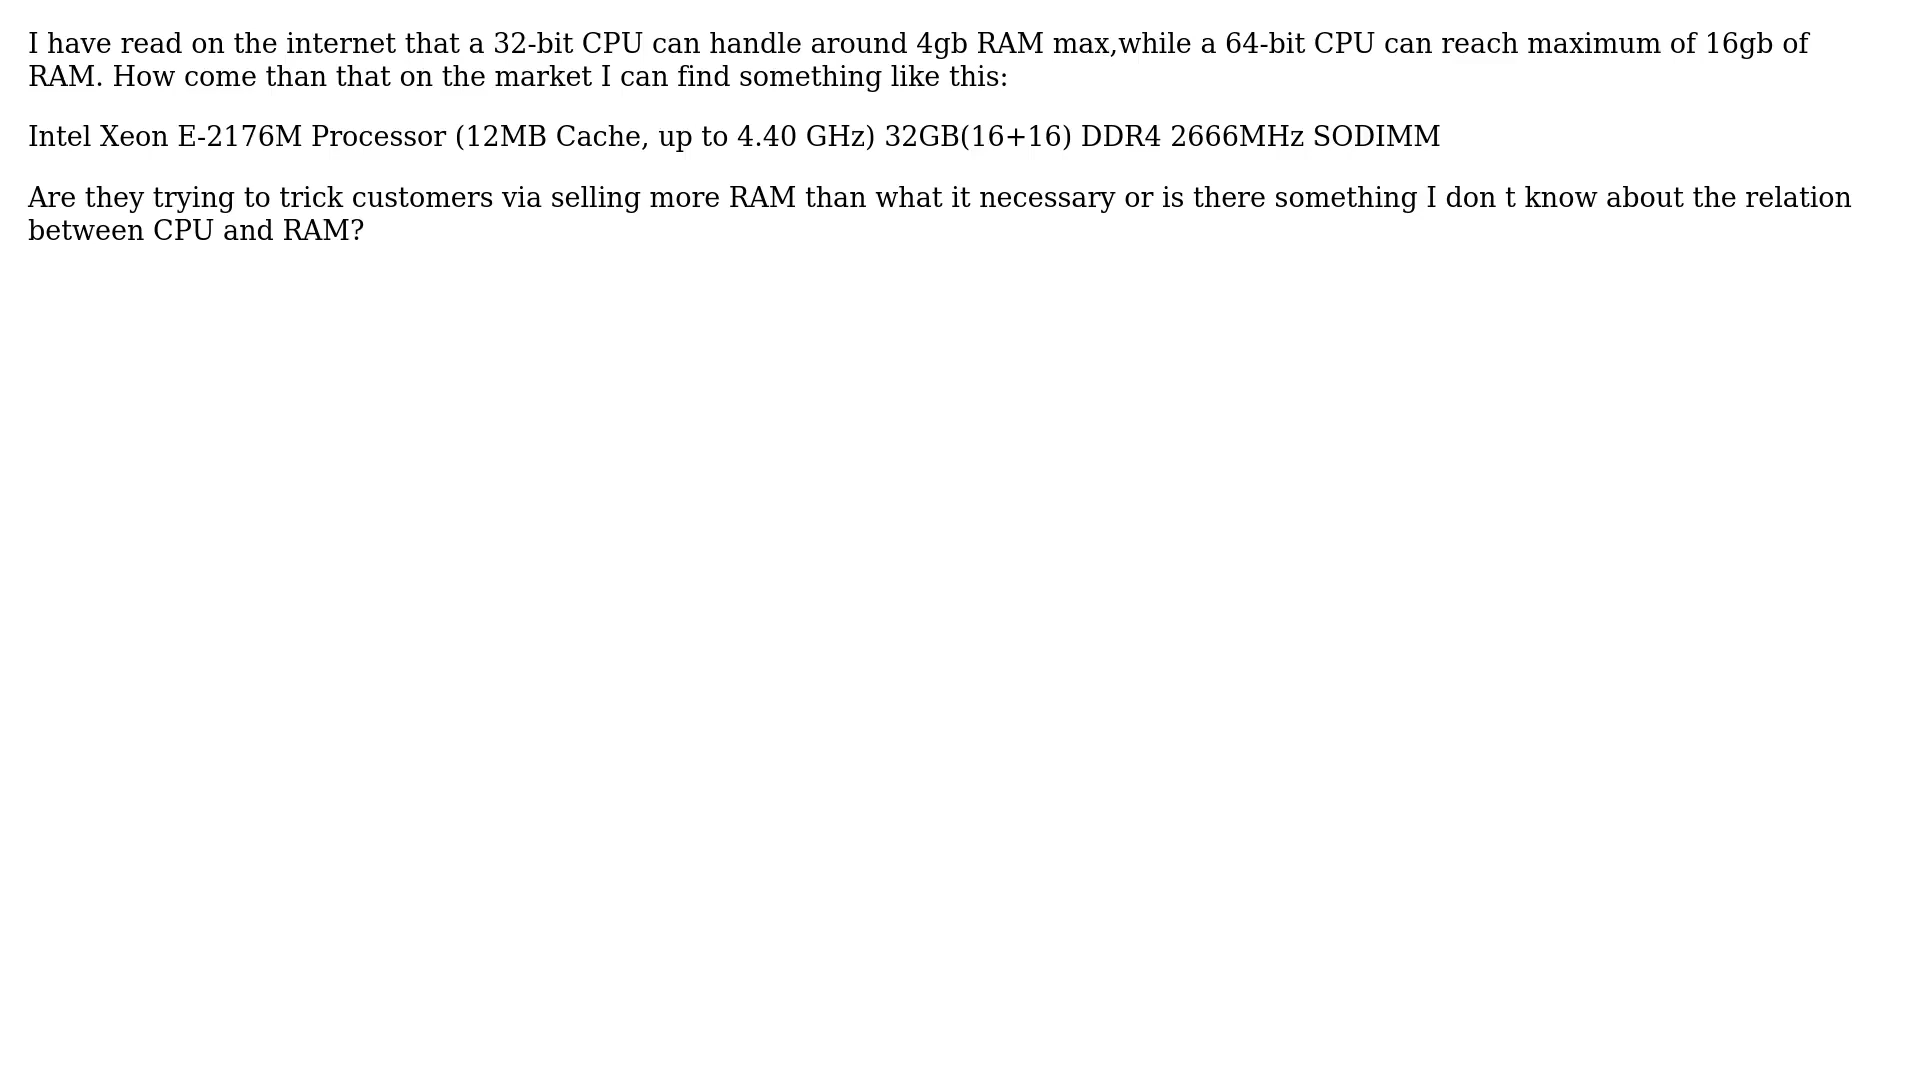 I have read on the internet that a 32-bit CPU can handle around 4gb RAM max,while a 64-bit CPU can reach maximum of 16gb of
RAM. How come than that on the market I can find something like this:
Intel Xeon E-2176M Processor (12MB Cache, up to 4.40 GHz) 32GB(16+16) DDR4 2666MHz SODIMM
Are they trying to trick customers via selling more RAM than what it necessary or is there something I don t know about the relation
between CPU and RAM?